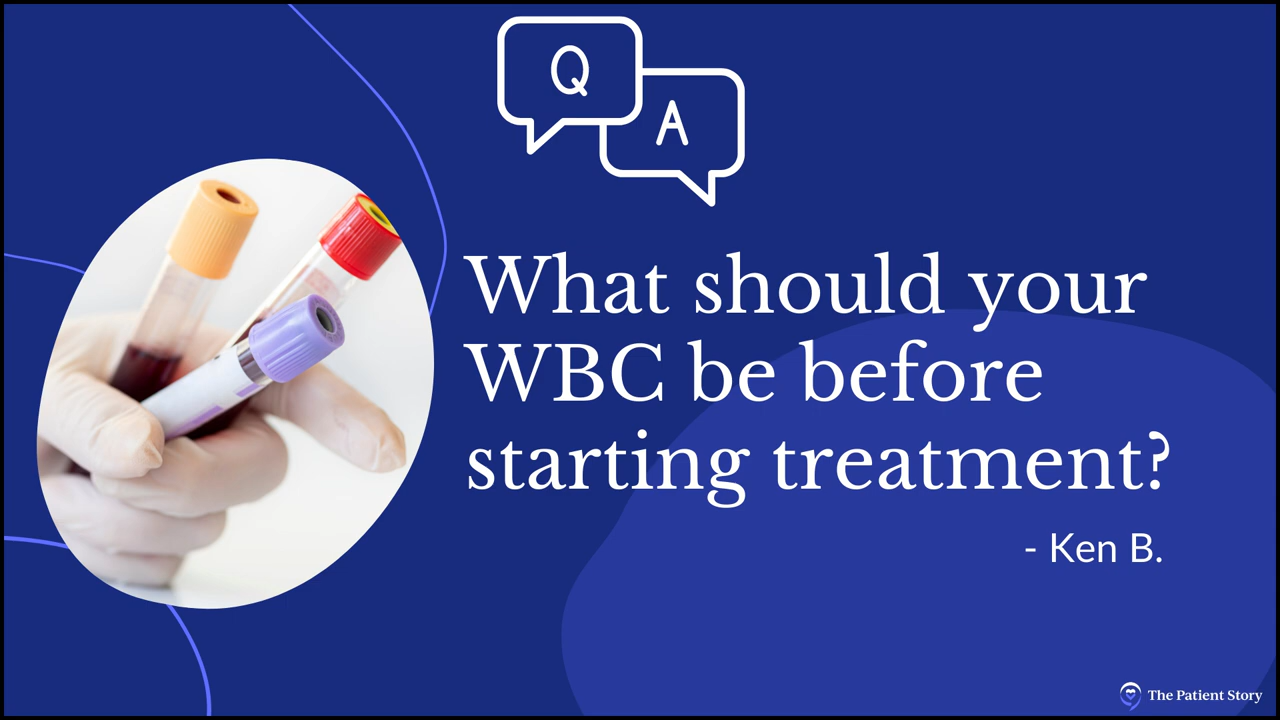 Q
A
What should your
WBC be before
starting treatment?
- Ken B.
The Patient Story